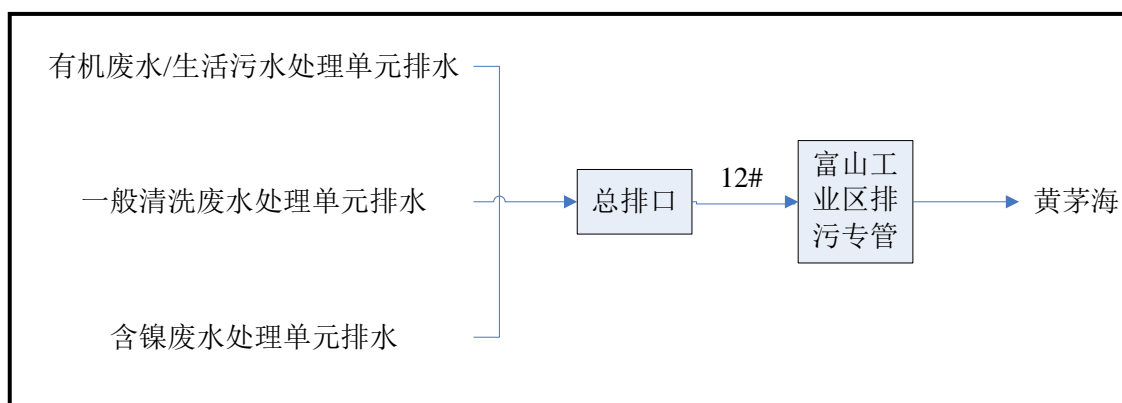 有机废水/生活污水处理单元排水
一般清洗废水处理单元排水
总排口
12#
富山工
业区排
污专管
黄茅海
含镍废水处理单元排水